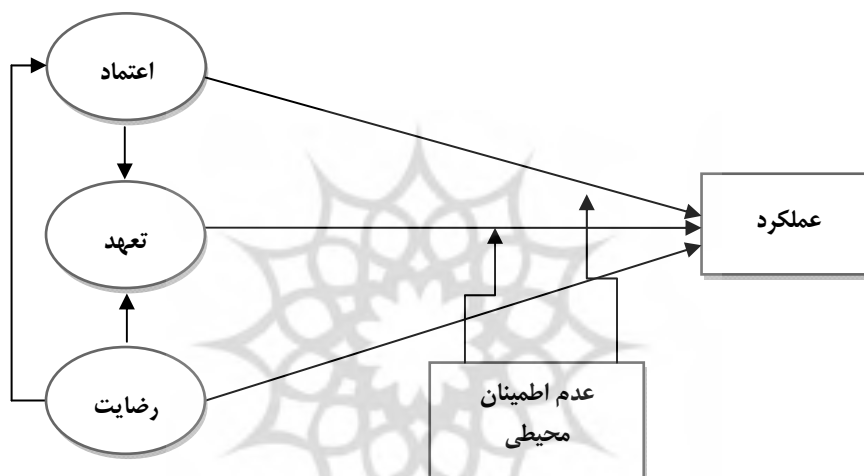 اعتماد
تعهد
رضایت
عملکرد
عدم اطمینان
محیطی